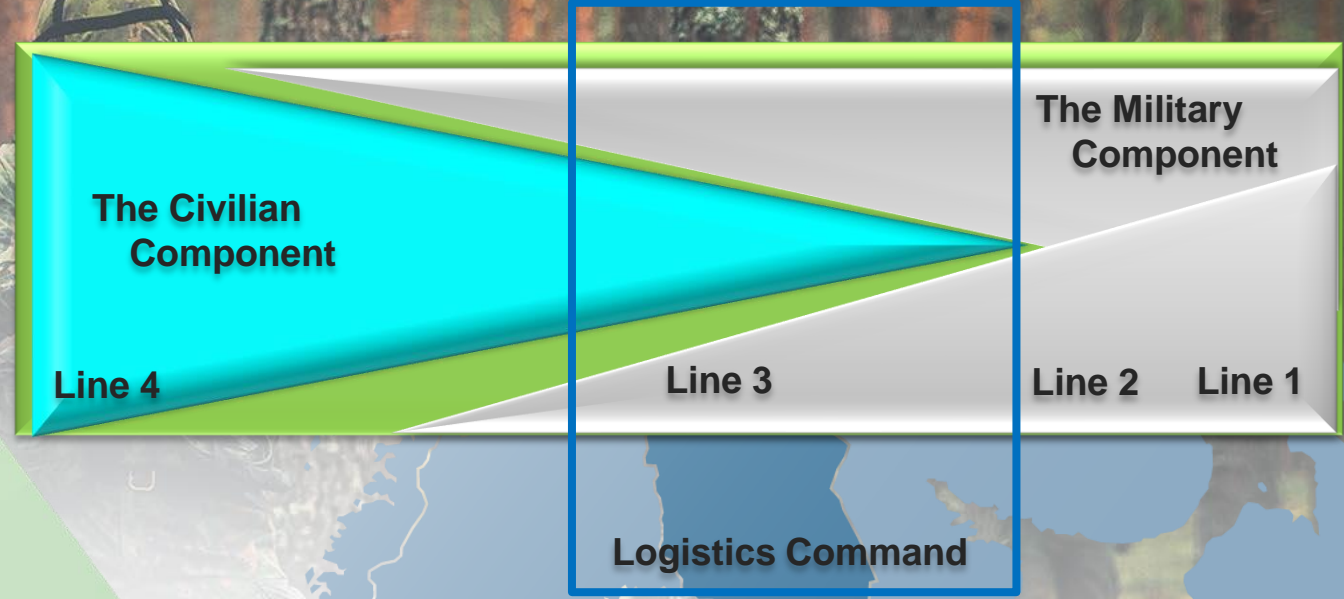 The Military
Component
The Civilian
Component
Line 4
Line 3
Line 2
Line 1
Logistics Command